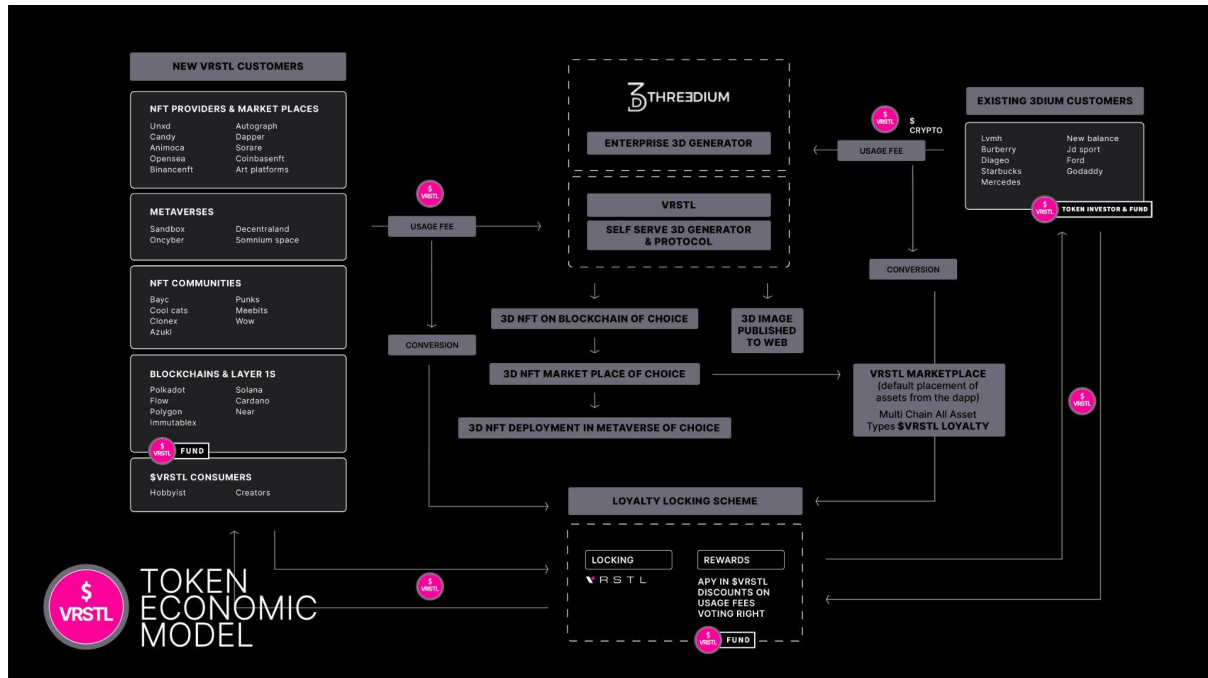 NEW VRSTL CUSTOMERS
NFT PROVIDERS & MARKET PLACES
Unxd
Candy
Animoca
Opensea
Binancenft
Autograph
Dapper
Sorare
Coinbasenft
Art platforms
METAVERSES
Sandbox
Oncyber
Decentraland
Somnium space
NFT COMMUNITIES
Bayc
Cool cats
Clonex
Azuki
Punks
Meebits
Wow
BLOCKCHAINS & LAYER 1S
Polkadot
Flow
Polygon
Immutablex
Solana
Cardano
Near
$
VRSTL
FUND
$VRSTL CONSUMERS
Hobbyist
Creators
$
VRSTL
USAGE FEE
CONVERSION
3D THREEDIUM
ENTERPRISE 3D GENERATOR
VRSTL
SELF SERVE 3D GENERATOR
& PROTOCOL
3D NFT ON BLOCKCHAIN OF CHOICE
3D IMAGE
PUBLISHED
TO WEB
3D NFT MARKET PLACE OF CHOICE
3D NFT DEPLOYMENT IN METAVERSE OF CHOICE
$
VRSTL
$
CRYPTO
USAGE FEE
CONVERSION
EXISTING 3DIUM CUSTOMERS
Lvmh
Burberry
Diageo
Starbucks
Mercedes
New balance
Jd sport
Ford
Godaddy
$
VRSTL
TOKEN INVESTOR & FUND
VRSTL MARKETPLACE
(default placement of
assets from the dapp)
Multi Chain All Asset
Types $VRSTL LOYALTY
$
VRSTL
LOYALTY LOCKING SCHEME
LOCKING
VRSTL
REWARDS
APY IN $VRSTL
DISCOUNTS ON
USAGE FEES
VOTING RIGHT
$
VRSTL
FUND
$
VRSTL
$
VRSTL
TOKEN
ECONOMIC
MODEL